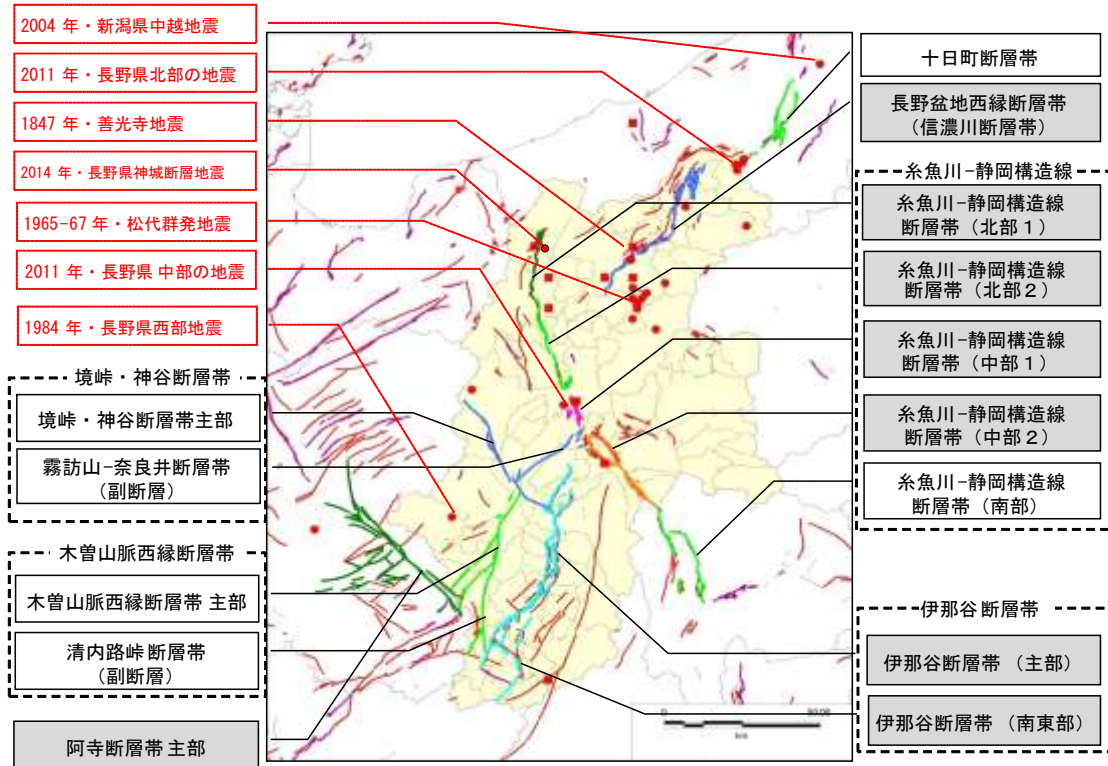 2004 年・新潟県中越地震
2011 年・長野県北部の地震
1847 年・善光寺地震
2014 年・長野県神城断層地震
1965-67 年・松代群発地震
2011 年・長野県 中部の地震
1984 年・長野県西部地震
境峠・神谷断層帯
境峠・神谷断層帯主部
霧訪山-奈良井断層帯
(副断層)
木曽山脈西縁断層帯
木曽山脈西縁断層帯 主部
清内路峠 断層帯
(副断層)
阿寺断層帯 主部
十日町断層帯
長野盆地西縁断層帯
(信濃川断層帯)
糸魚川-静岡構造線
糸魚川-静岡構造線
断層帯（北部１）
糸魚川-静岡構造線
断層帯（北部２）
糸魚川-静岡構造線
断層帯（中部１）
糸魚川-静岡構造線
断層帯（中部２）
糸魚川-静岡構造線
断層帯 （南部）
伊那谷 断層帯
伊那谷断層帯 （主部）
伊那谷断層帯 （南東部）
0
km